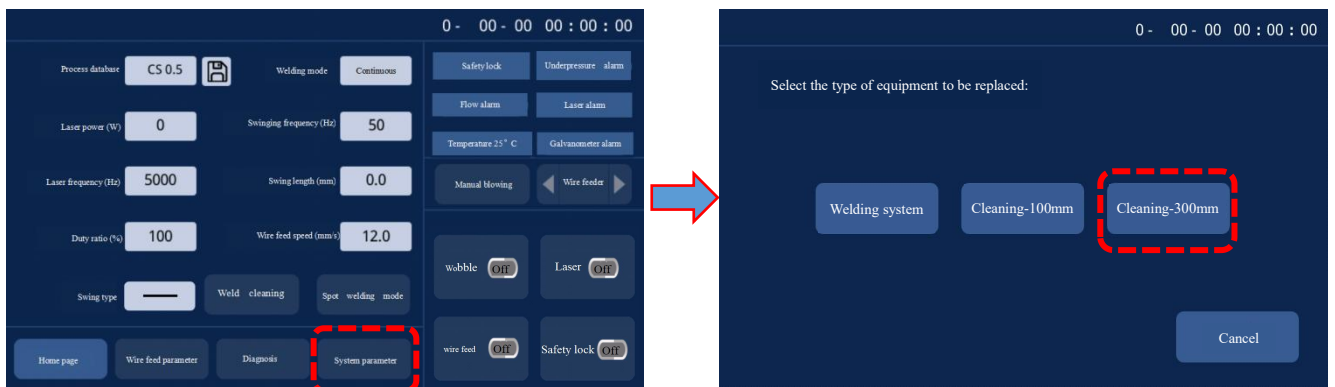 0 - 00 - 00 00 : 00 : 00
Process database CS 0.5 Welding mode Continuous
Laser power (W) 0 Swinging frequency (Hz) 50
Laser frequency (Hz) 5000 Swing length (mm) 0.0
Duty ratio (%) 100 Wire feed speed (mm/s) 12.0
Swing type Weld cleaning Spot welding mode
Home page Wire feed parameter Diagnosis System parameter
Safety lock Underpressure alarm
Flow alarm Laser alarm
Temperature 25° C Galvanometer alarm
Manual blowing Wire feeder
wobble Off Laser Off
wire feed Off Safety lock Off
0 - 00 - 00 00 : 00 : 00
Select the type of equipment to be replaced:
Welding system Cleaning-100mm Cleaning-300mm
Cancel